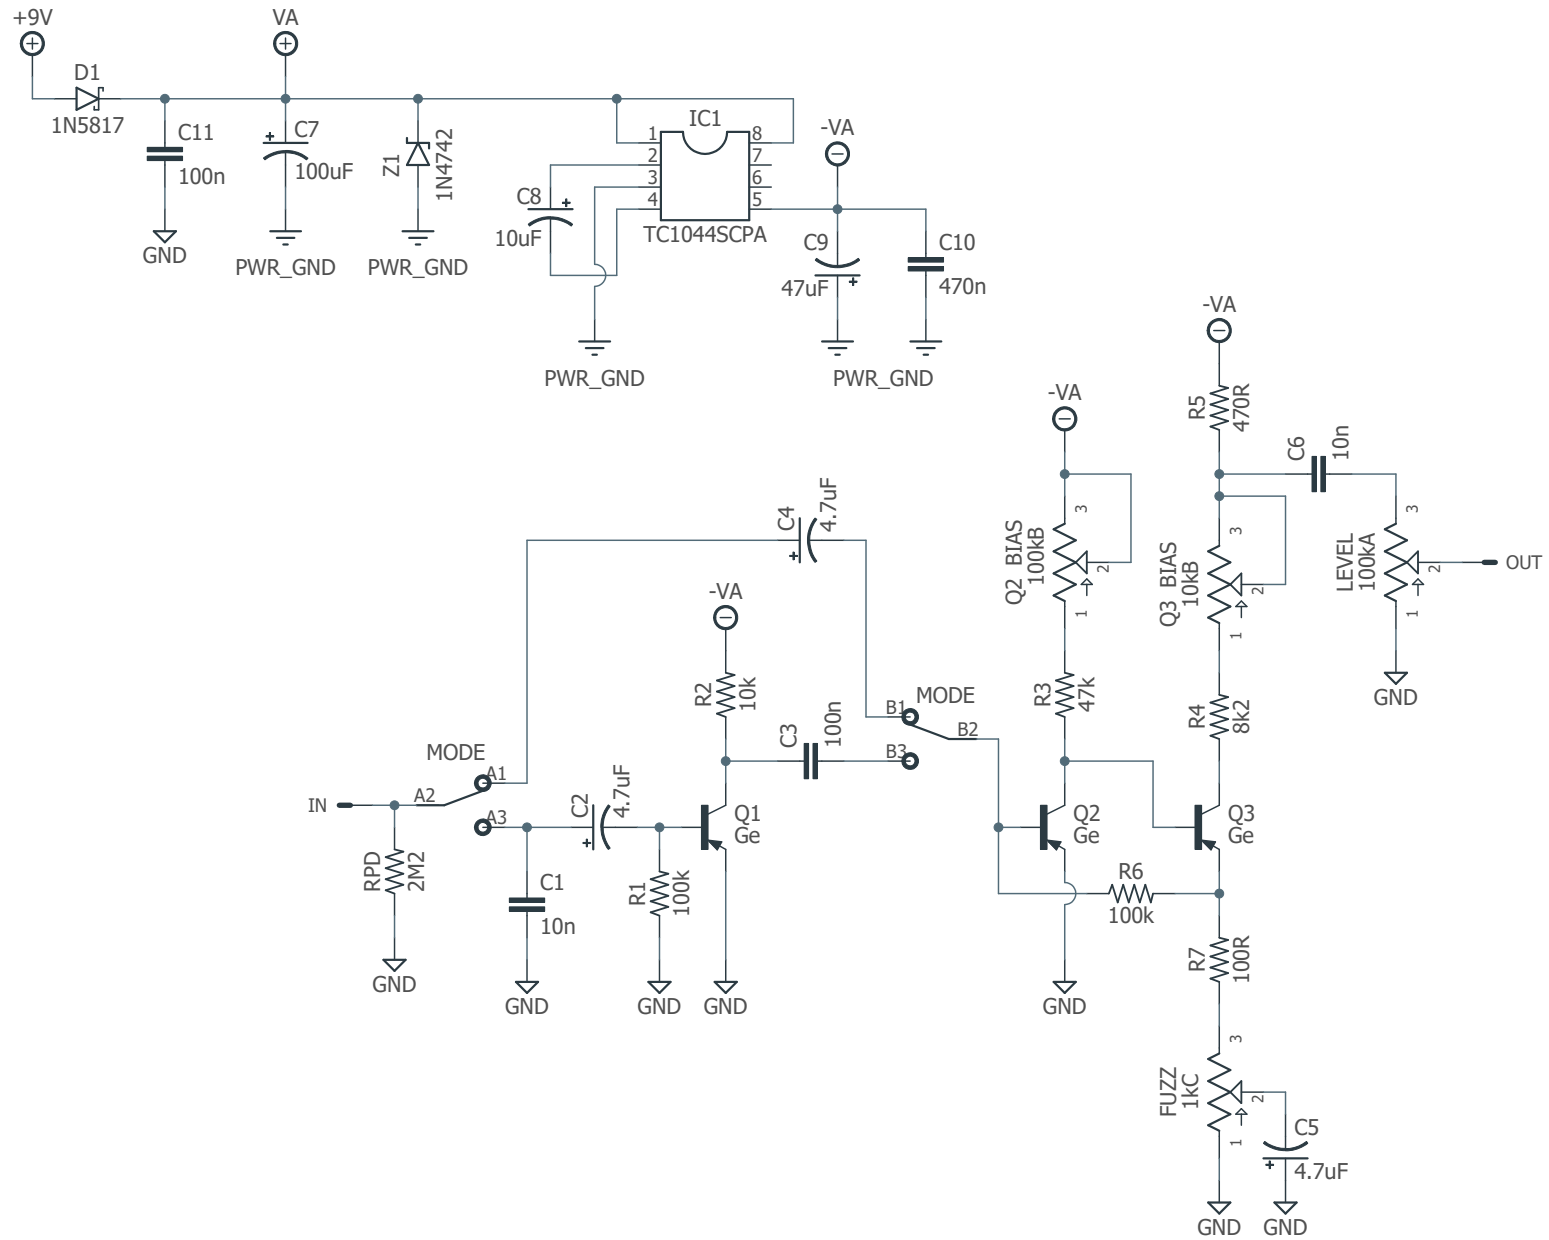 +9V
VA
D1
1N5817
C11
100n
GND
+
C7
100uF
PWR_GND
Z1
1N4742
PWR_GND
C8
+
10uF
IC1
1
2
3
4
8
7
6
5
TC1044SCPA
PWR_GND
-VA
C9
47uF
+
C10
470n
PWR_GND
-VA
R5
470R
C6
10n
-VA
Q2 BIAS
100kB
3
2
1
Q3 BIAS
10kB
3
2
1
LEVEL
100kA
3
2
1
OUT
GND
C4
4.7uF
+
-VA
R2
10k
C3
100n
B1
MODE
B2
B3
R3
47k
R4
8k2
MODE
IN
A2
A1
A3
RPD
2M2
GND
C2
4.7uF
+
C1
10n
GND
R1
100k
GND
Q1
Ge
GND
Q2
Ge
Q3
Ge
R6
100k
GND
R7
100R
FUZZ
1kC
3
2
1
C5
+
4.7uF
GND
GND